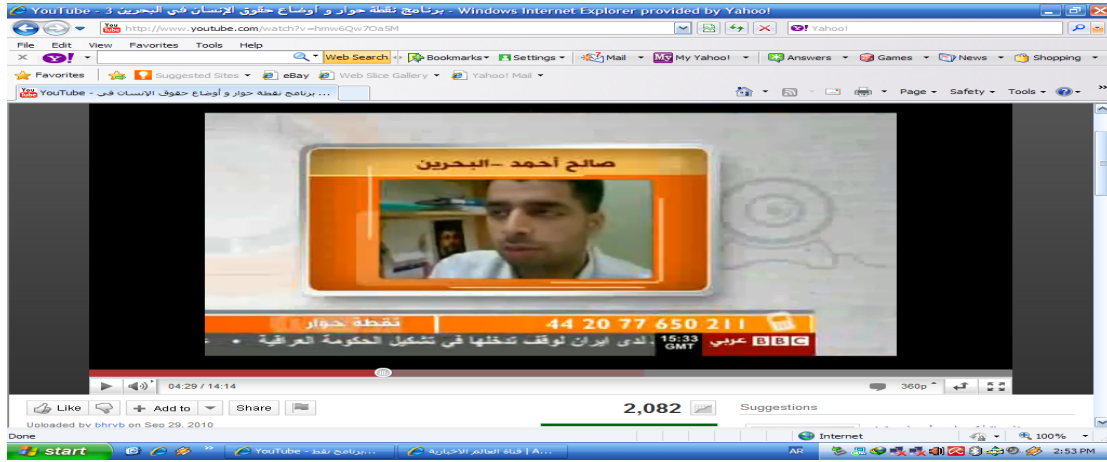 برنامج نقطة حوار و أوضاع حقوق الإنسان في البحرين 3 - YouTube - Windows Internet Explorer provided by Yahoo!
http://www.youtube.com/watch?v=hmw6Qw7Oa5M
Yahoo!
File Edit View Favorites Tools Help
Y! Web Search Bookmarks Settings Mail My Yahoo! Answers Games News Shopping
Favorites Suggested Sites eBay Web Slice Gallery Yahoo! Mail
YouTube - برنامج نقطة حوار و أوضاع حقوق الإنسان في ... Page Safety Tools
صالح أحمد - البحرين
نقطة حوار 44 20 77 650 211
BBC عربي 15:33 GMT لدى ايران لوقف تدخلها في تشكيل الحكومة العراقية
04:29 / 14:14 360p
Like Add to Share 2,082 Suggestions
Uploaded by bhryb on Sep 29, 2010
Done Internet 100%
start YouTube - برنامج نقط... قناة العالم الاخبارية | A... AR 2:53 PM